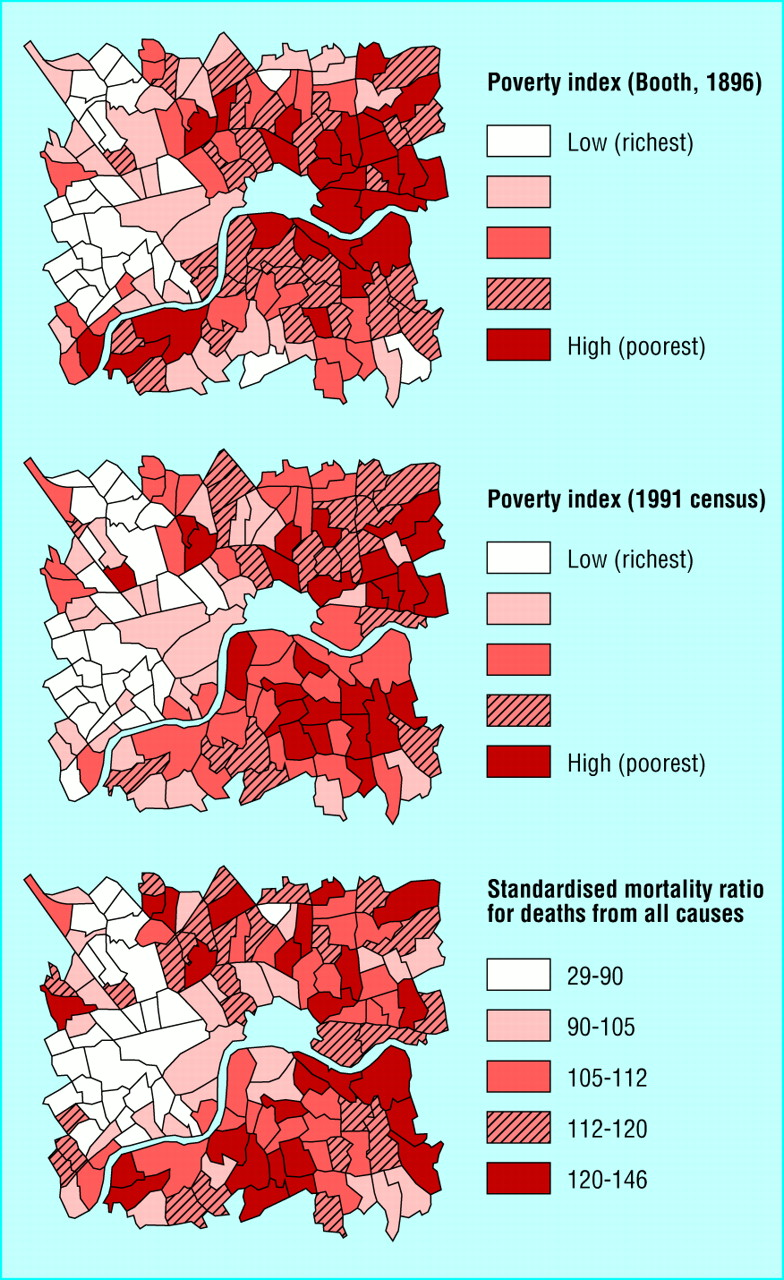 Poverty index (Booth, 1896)
Low (richest)
High (poorest)
Poverty index (1991 census)
Low (richest)
High (poorest)
Standardised mortality ratio
for deaths from all causes
29-90
90-105
105-112
112-120
120-146